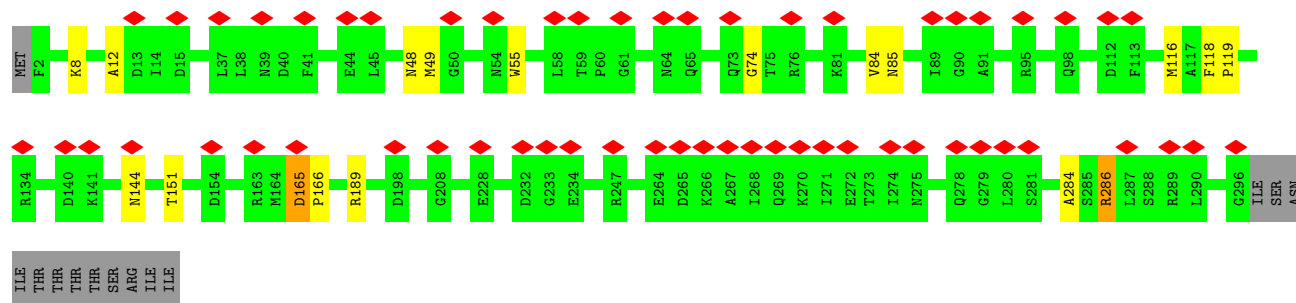 MET F2 K8 A12 D13 I14 D15 L37 L38 N39 D40 F41 E44 L45 N48 M49 G50 N54 W55 L58 T59 P60 G61 N64 Q65 Q73 G74 T75 R76 K81 V84 N85 I89 G90 A91 R95 Q98 D112 F113 M116 A117 F118 P119
R134 D140 K141 N144 T151 D154 R163 M164 D165 P166 R189 D198 G208 E228 D232 G233 E234 R247 E264 D265 K266 A267 I268 Q269 K270 I271 E272 T273 I274 N275 Q278 G279 L280 S281 A284 S285 R286 L287 S288 R289 L290 G296 ILE SER ASN
ILE THR THR THR THR SER ARG ILE ILE